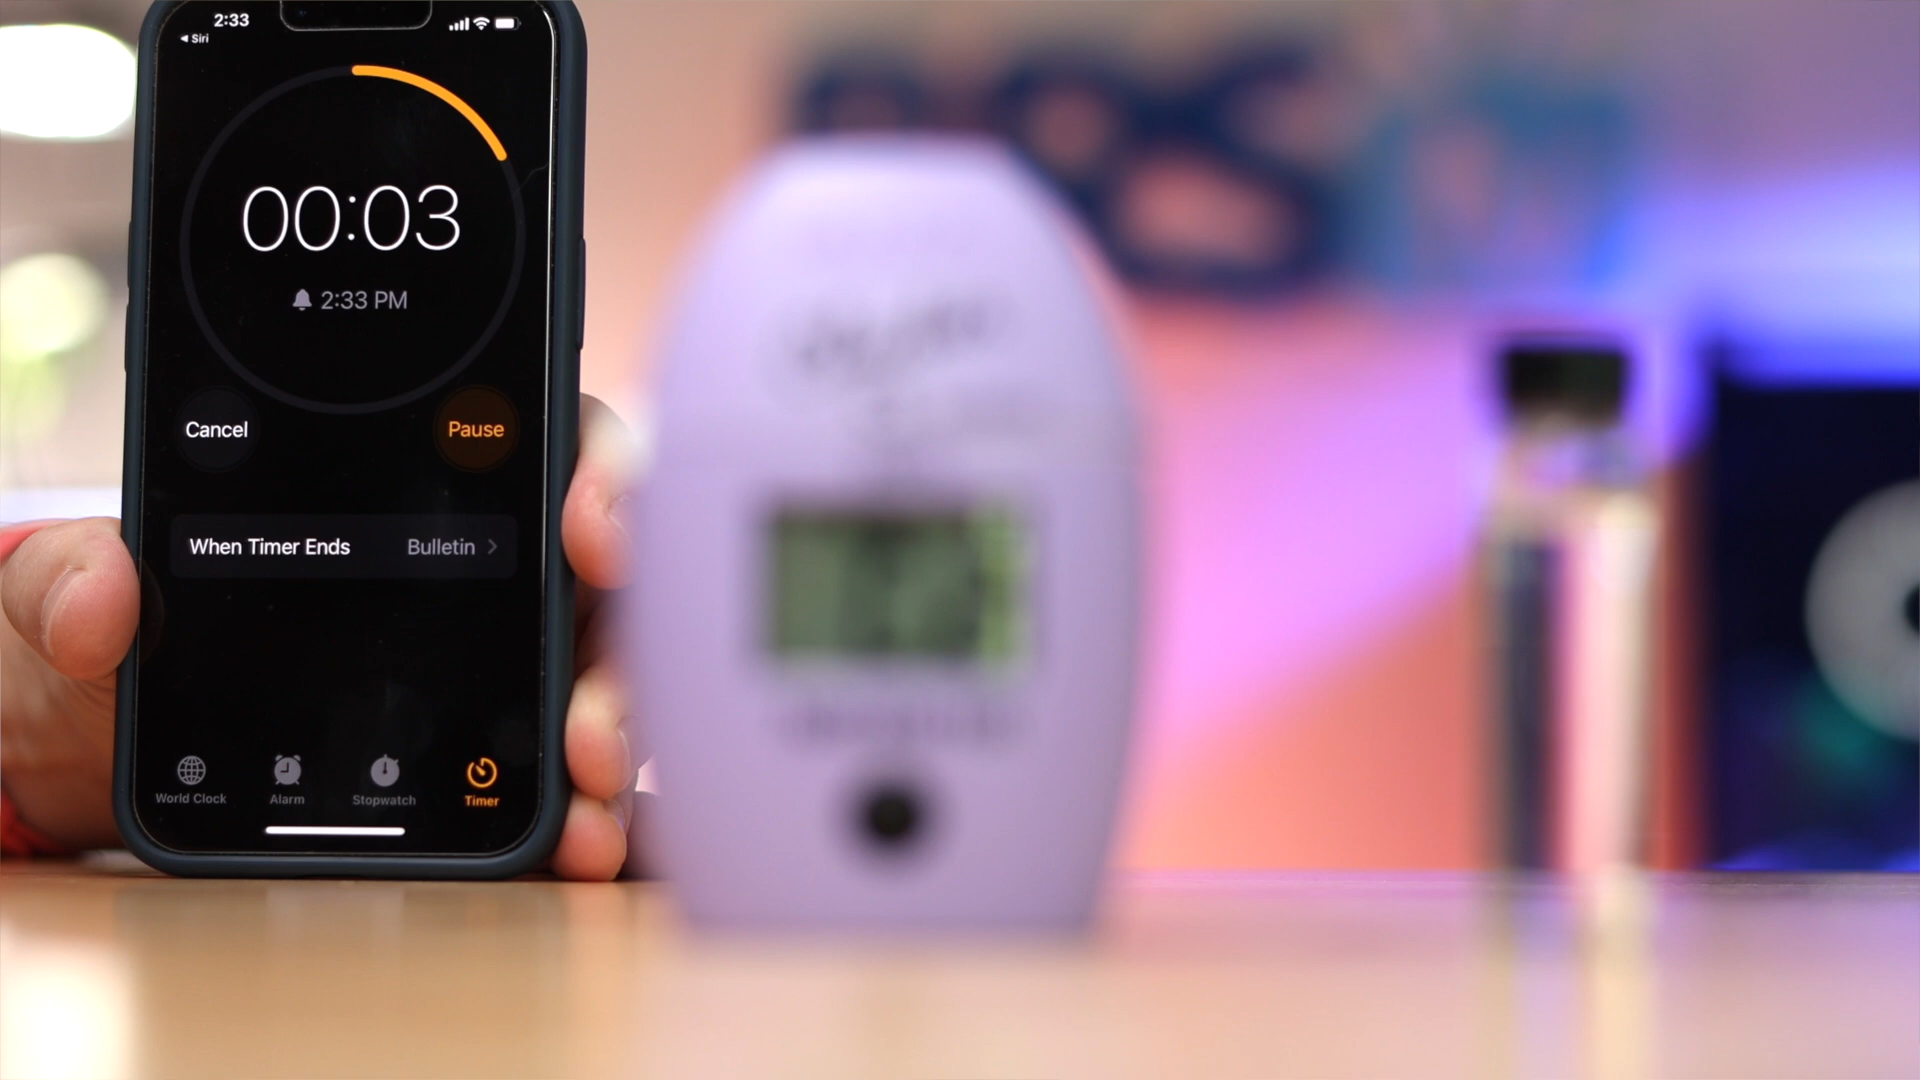 2:33
◀ Siri
00:03
2:33 PM
Cancel
Pause
When Timer Ends
Bulletin >
World Clock
Alarm
Stopwatch
Timer